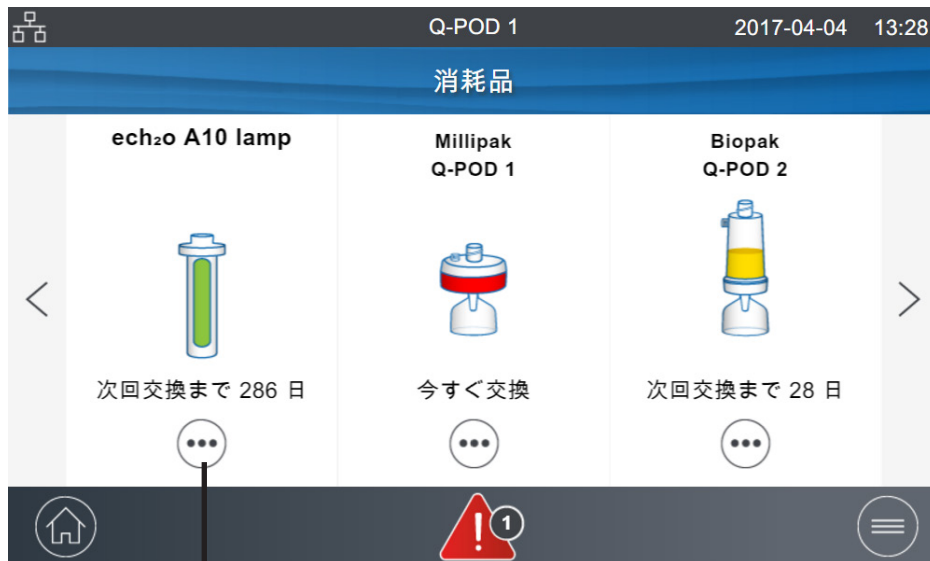 Q-POD 1 2017-04-04 13:28
消耗品
ech₂o A10 lamp
次回交換まで 286 日
Millipak
Q-POD 1
今すぐ交換
Biopak
Q-POD 2
次回交換まで 28 日
1